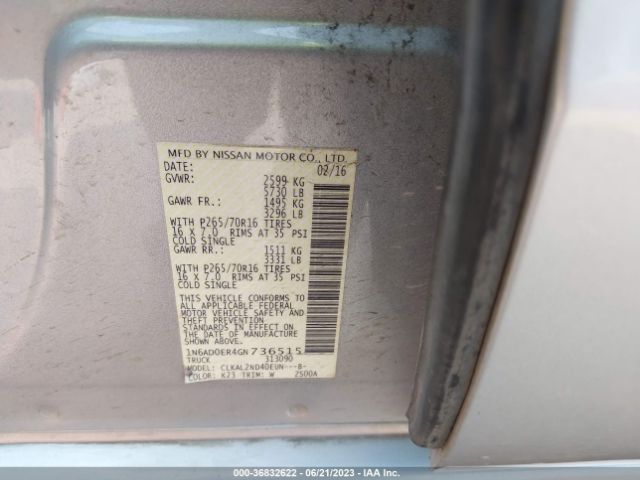 MFD BY NISSAN MOTOR CO., LTD.
DATE: 02/16
GVWR: 2599 KG
5730 LB
GAWR FR.: 1495 KG
3296 LB
WITH P265/70R16 TIRES
16 X 7.0 RIMS AT 35 PSI
COLD SINGLE
GAWR RR.: 1511 KG
3331 LB
WITH P265/70R16 TIRES
16 X 7.0 RIMS AT 35 PSI
COLD SINGLE
THIS VEHICLE CONFORMS TO
ALL APPLICABLE FEDERAL
MOTOR VEHICLE SAFETY
AND THEFT PREVENTION
STANDARDS IN EFFECT ON
THE DATE OF MANUFACTURE
SHOWN ABOVE.
1N6AD0ER4GN736515
TRUCK 313090
MODEL: CLKAL2ND40EUN---B-
COLOR: K23 TRIM: W 2500A
000-36832622 - 06/21/2023 - IAA Inc.